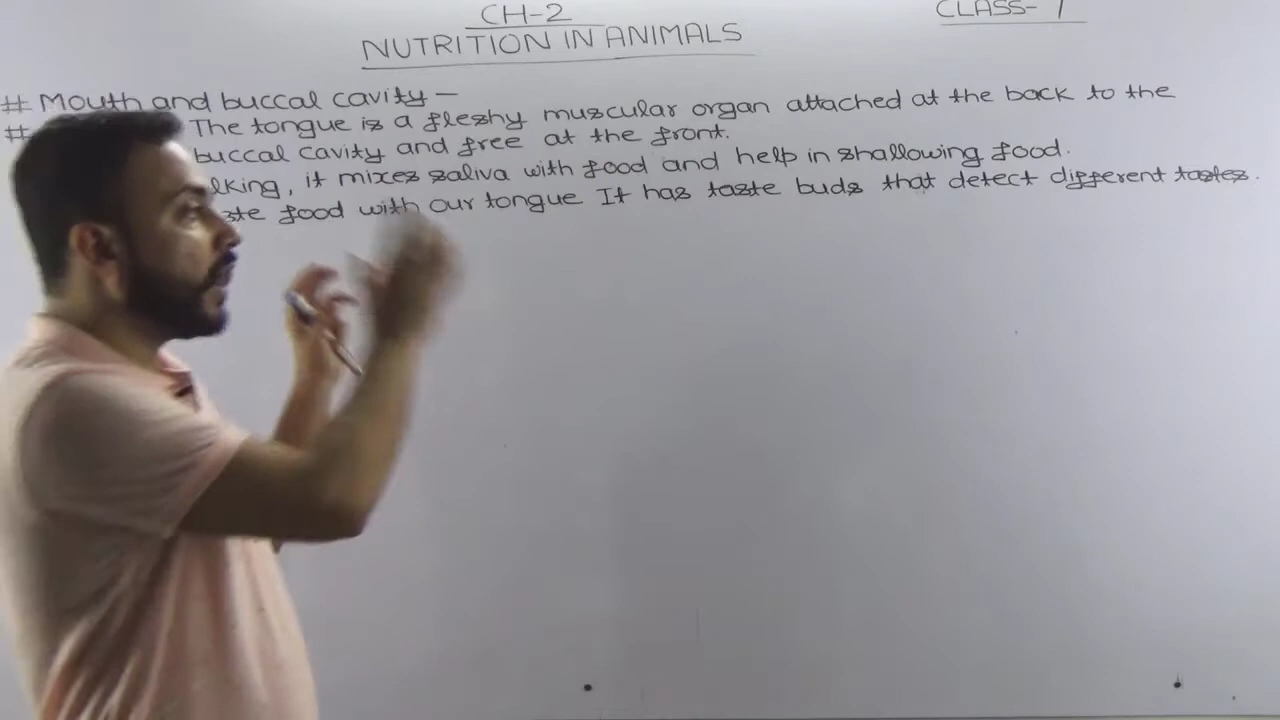 CH-2
CLASS- 7
NUTRITION IN ANIMALS
# Mouth and buccal cavity —
# The tongue is a fleshy muscular organ attached at the back to the
buccal cavity and free at the front.
lking, it mixes saliva with food and help in shallowing food.
ste food with our tongue It has taste buds that detect different tastes.